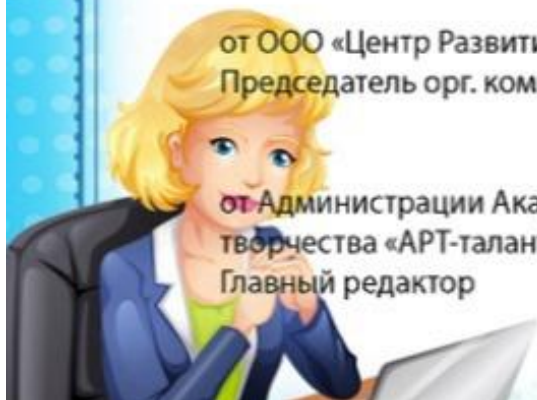 от ООО «Центр Развити
Председатель орг. ком
от Администрации Ака
творчества «АРТ-талан
Главный редактор